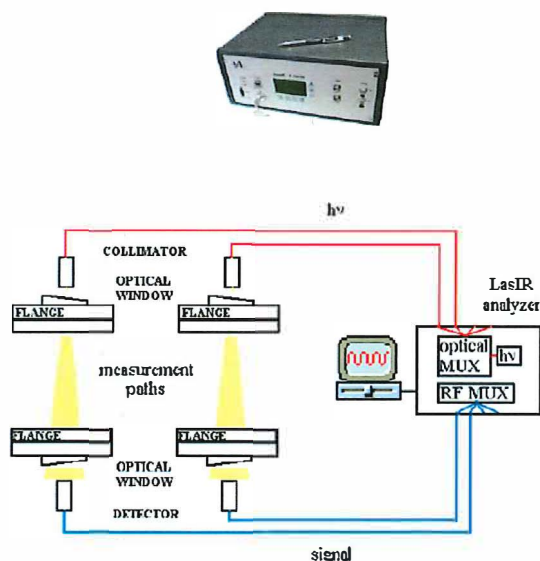 hν
COLLIMATOR
OPTICAL
WINDOW
LasIR
analyzer
FLANGE
FLANGE
optical
MUX
hν
measurement
paths
RF MUX
FLANGE
FLANGE
OPTICAL
WINDOW
DETECTOR
signal